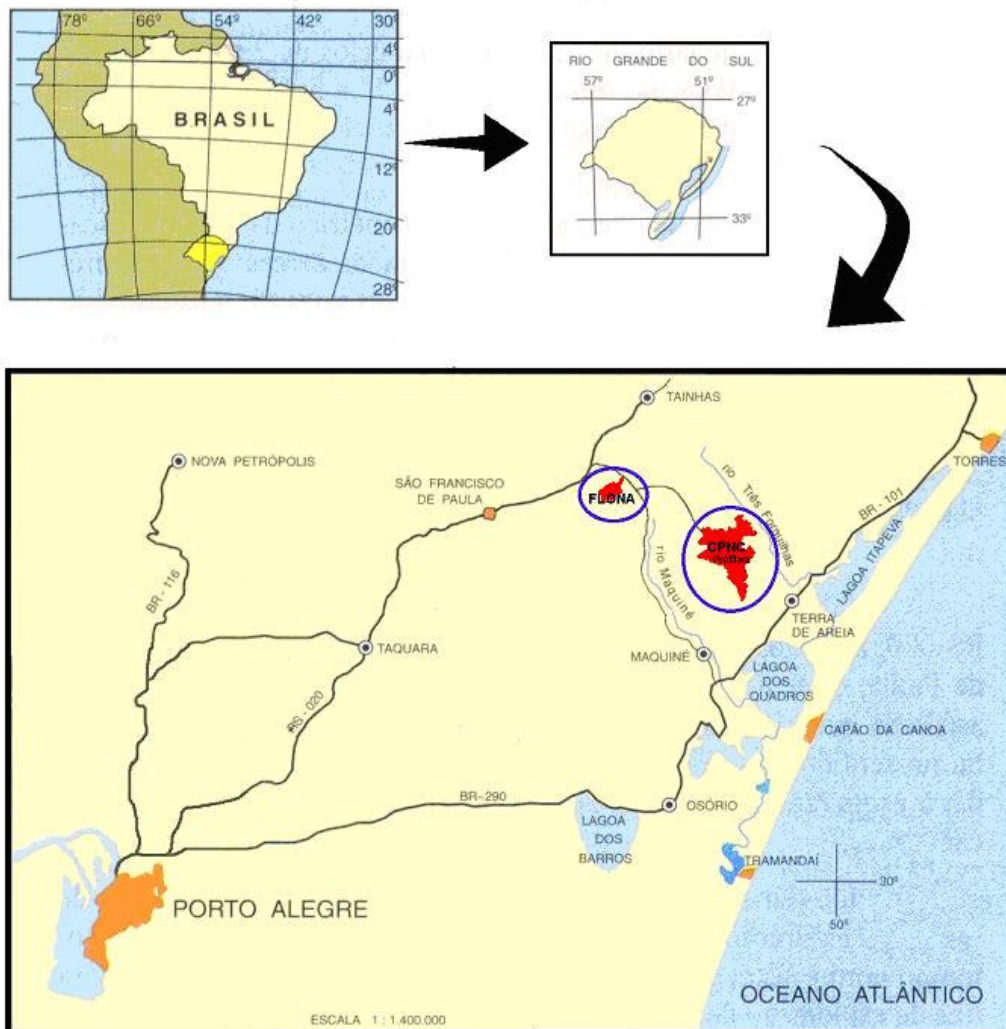 78º 66º 54º 42º 30º
4º
0º
4º
BRASIL
12º
20º
28º
RIO GRANDE DO SUL
57º 51º
27º
33º
TAINHAS
NOVA PETRÓPOLIS
TORRES
SÃO FRANCISCO
DE PAULA
FLONA
rio Três Forquilhas
BR - 101
CPNC
LAGOA ITAPEVA
BR - 116
rio Maquiné
TERRA
DE AREIA
TAQUARA
MAQUINÉ
LAGOA
DOS
QUADROS
RS - 020
CAPÃO DA CANOA
BR- 290
OSÓRIO
LAGOA
DOS
BARROS
TRAMANDAÍ
30º
50º
PORTO ALEGRE
OCEANO ATLÂNTICO
ESCALA 1 : 1.400.000